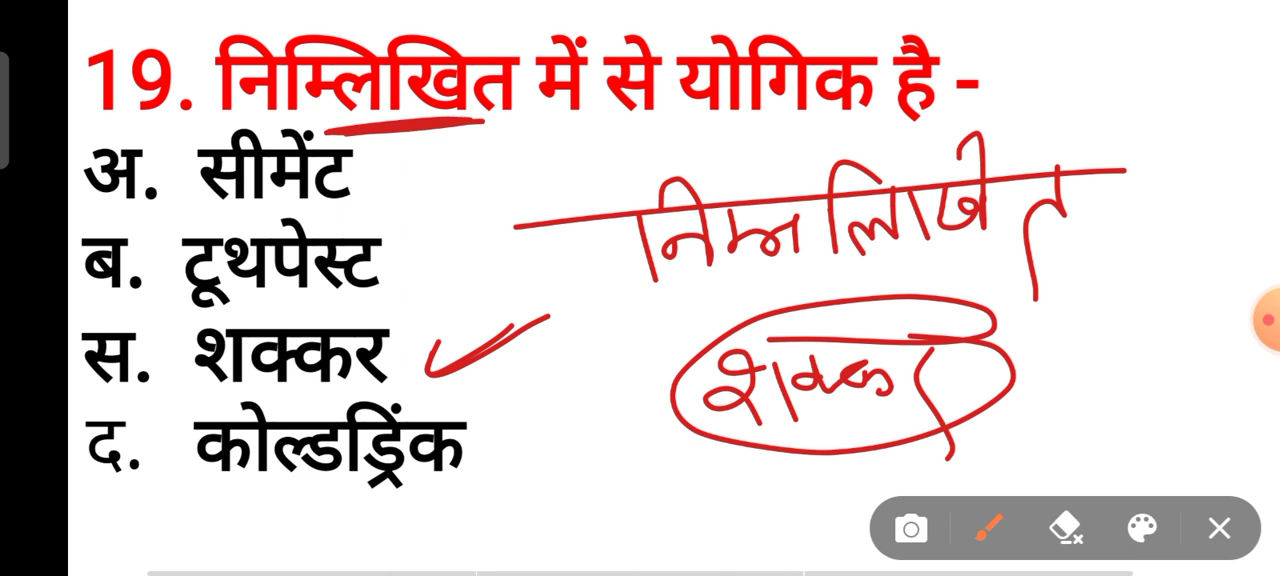 19. निम्लिखित में से योगिक है -
अ. सीमेंट
ब. टूथपेस्ट
निम्नलिखित
स. शक्कर
शक्कर
द. कोल्डड्रिंक